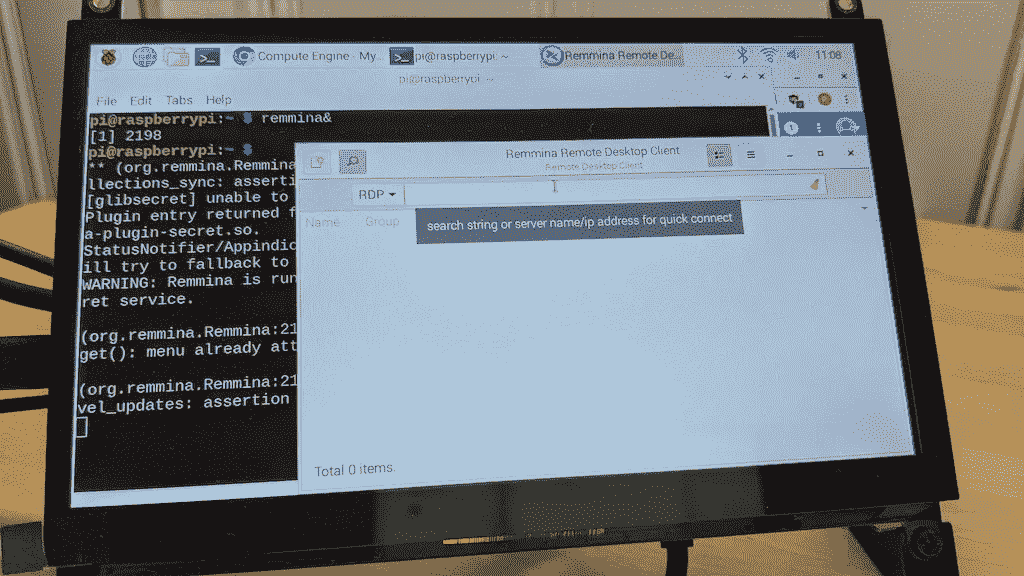 Compute Engine - My...
pi@raspberrypi: ~
Remmina Remote De...
11:08
pi@raspberrypi: ~
File Edit Tabs Help
pi@raspberrypi:~ $ remmina&
[1] 2198
pi@raspberrypi:~ $
** (org.remmina.Remmina
llections_sync: asserti
[glibsecret] unable to
Plugin entry returned f
a-plugin-secret.so.
StatusNotifier/Appindic
ill try to fallback to
WARNING: Remmina is run
ret service.
(org.remmina.Remmina:21
get(): menu already att
(org.remmina.Remmina:21
vel_updates: assertion
Remmina Remote Desktop Client
Remote Desktop Client
RDP
Name Group
search string or server name/ip address for quick connect
Total 0 items.
1